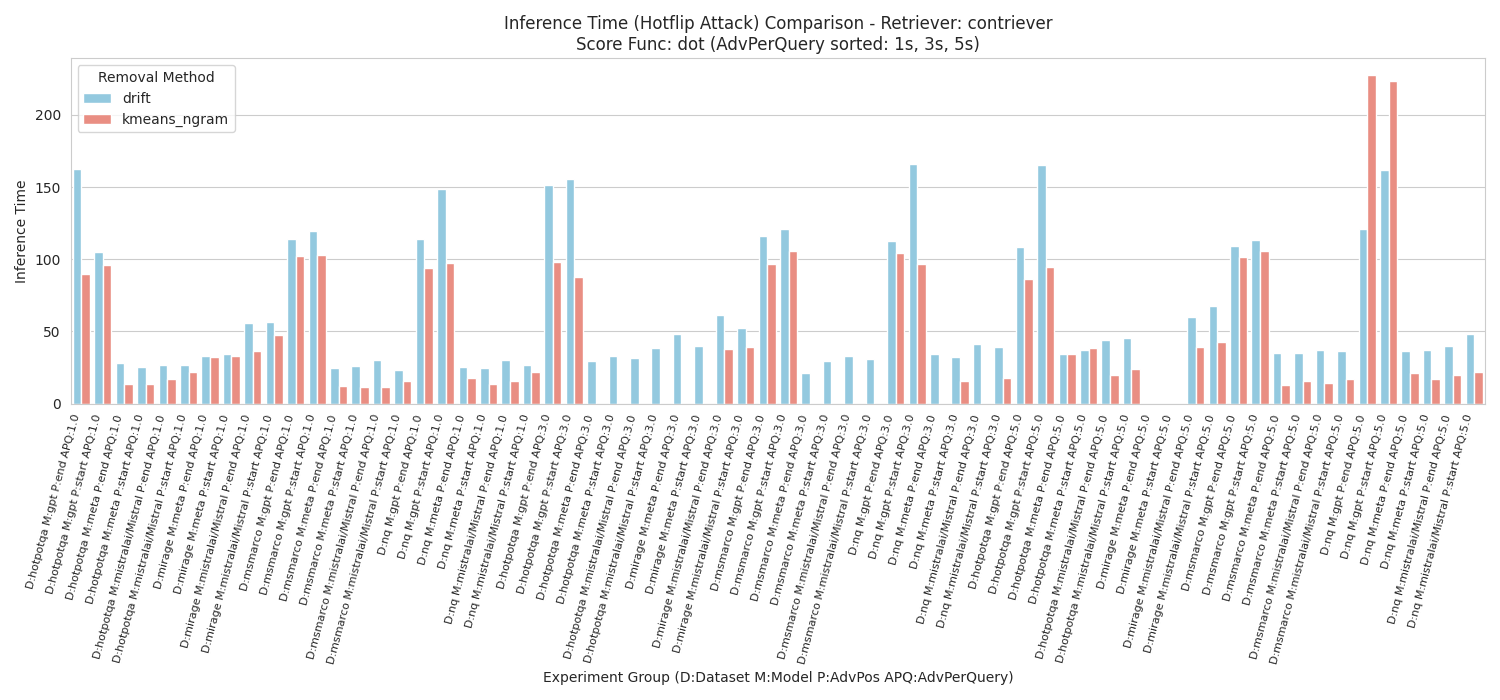 Inference Time (Hotflip Attack) Comparison - Retriever: contriever
Score Func: dot (AdvPerQuery sorted: 1s, 3s, 5s)
Removal Method
drift
kmeans_ngram
Inference Time
200
150
100
50
0
D:hotpotqa M:gpt P:end APQ:1.0
D:hotpotqa M:gpt P:start APQ:1.0
D:hotpotqa M:meta P:end APQ:1.0
D:hotpotqa M:meta P:start APQ:1.0
D:hotpotqa M:mistralai/Mistral P:end APQ:1.0
D:hotpotqa M:mistralai/Mistral P:start APQ:1.0
D:mirage M:meta P:end APQ:1.0
D:mirage M:meta P:start APQ:1.0
D:mirage M:mistralai/Mistral P:end APQ:1.0
D:mirage M:mistralai/Mistral P:start APQ:1.0
D:msmarco M:gpt P:end APQ:1.0
D:msmarco M:gpt P:start APQ:1.0
D:msmarco M:meta P:end APQ:1.0
D:msmarco M:meta P:start APQ:1.0
D:msmarco M:mistralai/Mistral P:end APQ:1.0
D:msmarco M:mistralai/Mistral P:start APQ:1.0
D:nq M:gpt P:end APQ:1.0
D:nq M:gpt P:start APQ:1.0
D:nq M:meta P:end APQ:1.0
D:nq M:meta P:start APQ:1.0
D:nq M:mistralai/Mistral P:end APQ:1.0
D:nq M:mistralai/Mistral P:start APQ:1.0
D:hotpotqa M:gpt P:end APQ:3.0
D:hotpotqa M:gpt P:start APQ:3.0
D:hotpotqa M:meta P:end APQ:3.0
D:hotpotqa M:meta P:start APQ:3.0
D:hotpotqa M:mistralai/Mistral P:end APQ:3.0
D:hotpotqa M:mistralai/Mistral P:start APQ:3.0
D:mirage M:meta P:end APQ:3.0
D:mirage M:meta P:start APQ:3.0
D:mirage M:mistralai/Mistral P:end APQ:3.0
D:mirage M:mistralai/Mistral P:start APQ:3.0
D:msmarco M:gpt P:end APQ:3.0
D:msmarco M:gpt P:start APQ:3.0
D:msmarco M:meta P:end APQ:3.0
D:msmarco M:meta P:start APQ:3.0
D:msmarco M:mistralai/Mistral P:end APQ:3.0
D:msmarco M:mistralai/Mistral P:start APQ:3.0
D:nq M:gpt P:end APQ:3.0
D:nq M:gpt P:start APQ:3.0
D:nq M:meta P:end APQ:3.0
D:nq M:meta P:start APQ:3.0
D:nq M:mistralai/Mistral P:end APQ:3.0
D:nq M:mistralai/Mistral P:start APQ:3.0
D:hotpotqa M:gpt P:end APQ:5.0
D:hotpotqa M:gpt P:start APQ:5.0
D:hotpotqa M:meta P:end APQ:5.0
D:hotpotqa M:meta P:start APQ:5.0
D:hotpotqa M:mistralai/Mistral P:end APQ:5.0
D:hotpotqa M:mistralai/Mistral P:start APQ:5.0
D:mirage M:meta P:end APQ:5.0
D:mirage M:meta P:start APQ:5.0
D:mirage M:mistralai/Mistral P:end APQ:5.0
D:mirage M:mistralai/Mistral P:start APQ:5.0
D:msmarco M:gpt P:end APQ:5.0
D:msmarco M:gpt P:start APQ:5.0
D:msmarco M:meta P:end APQ:5.0
D:msmarco M:meta P:start APQ:5.0
D:msmarco M:mistralai/Mistral P:end APQ:5.0
D:msmarco M:mistralai/Mistral P:start APQ:5.0
D:nq M:gpt P:end APQ:5.0
D:nq M:gpt P:start APQ:5.0
D:nq M:meta P:end APQ:5.0
D:nq M:meta P:start APQ:5.0
D:nq M:mistralai/Mistral P:end APQ:5.0
D:nq M:mistralai/Mistral P:start APQ:5.0
Experiment Group (D:Dataset M:Model P:AdvPos APQ:AdvPerQuery)